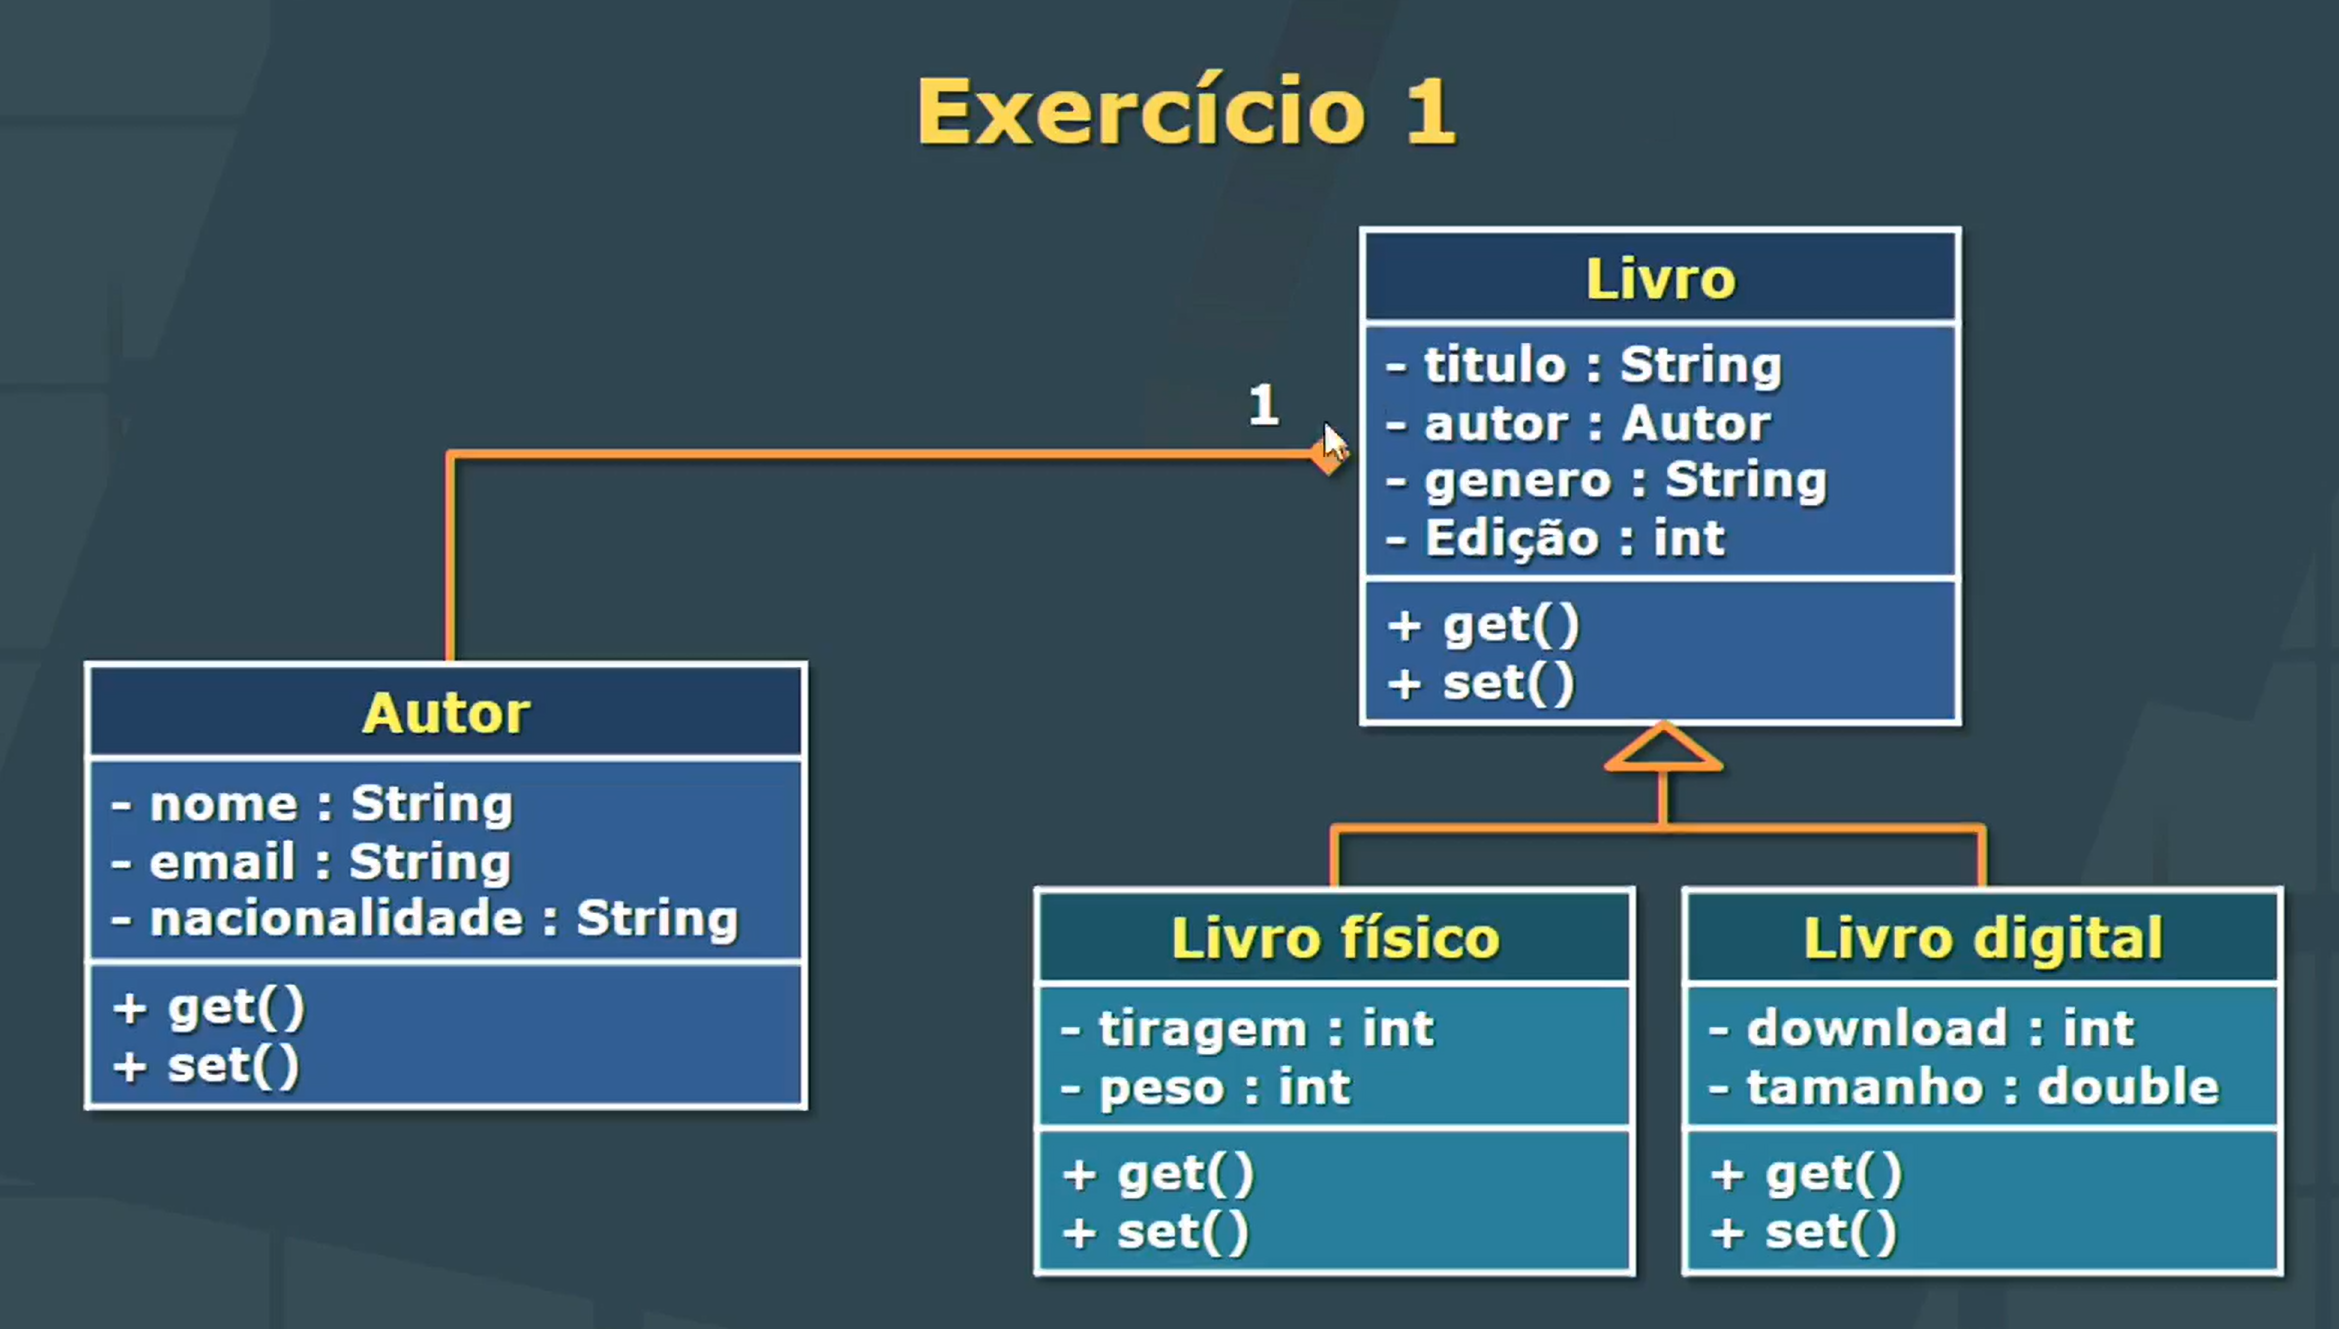 Exercício 1
Livro
- titulo : String
- autor : Autor
- genero : String
- Edição : int
+ get()
+ set()
1
Autor
- nome : String
- email : String
- nacionalidade : String
+ get()
+ set()
Livro físico
- tiragem : int
- peso : int
+ get()
+ set()
Livro digital
- download : int
- tamanho : double
+ get()
+ set()